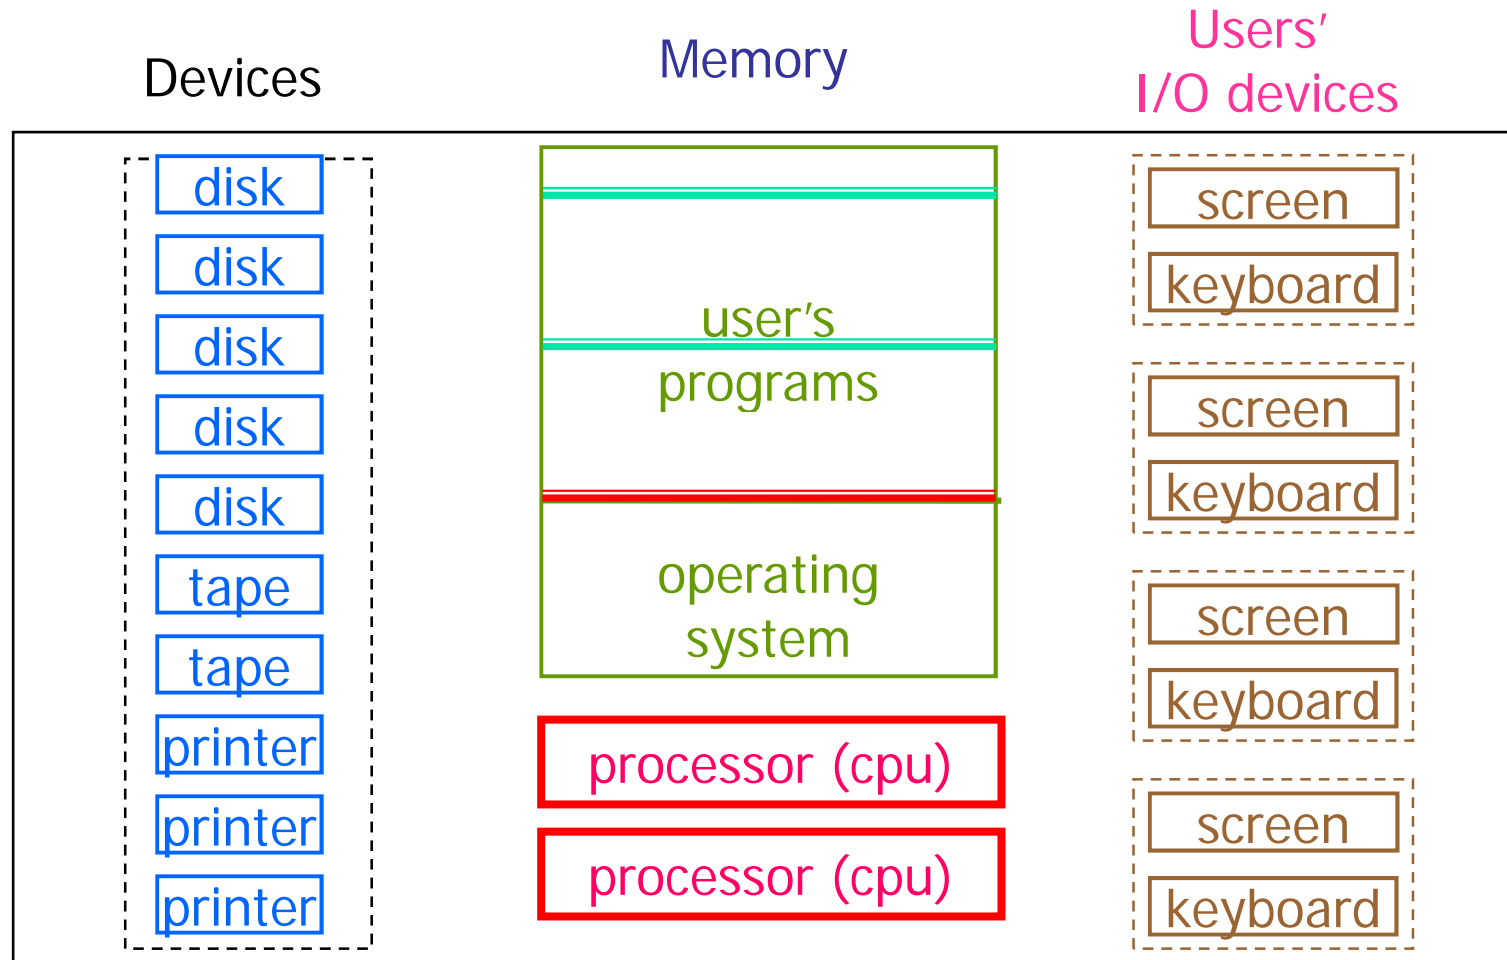 Devices
Memory
Users'
I/O devices
disk
disk
disk
disk
disk
tape
tape
printer
printer
printer
user's
programs
operating
system
processor (cpu)
processor (cpu)
screen
keyboard
screen
keyboard
screen
keyboard
screen
keyboard